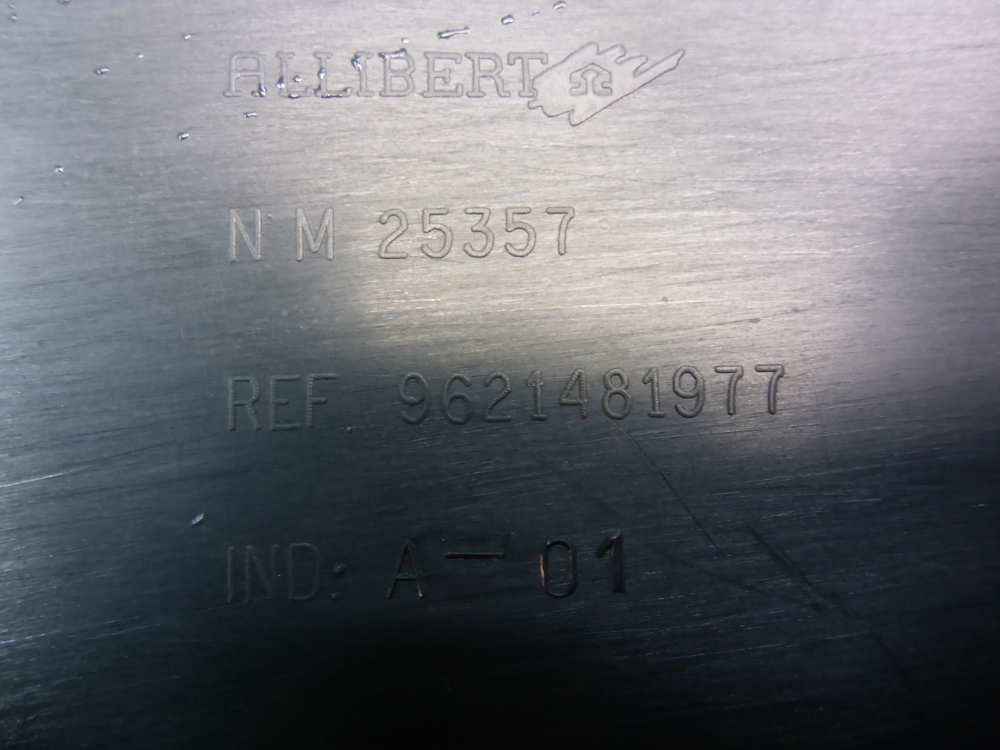 ALLIBERT
N M 25357
REF. 9621481977
IND: A - 01